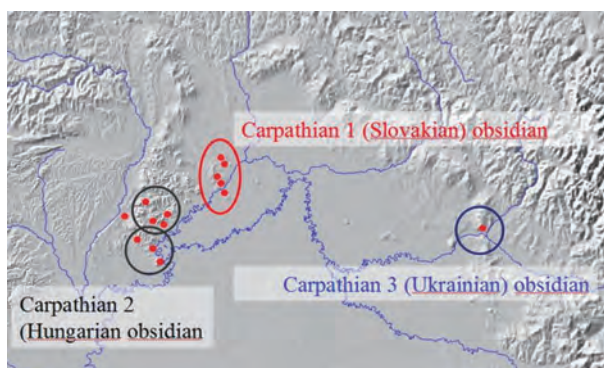 Carpathian 1 (Slovakian) obsidian
Carpathian 3 (Ukrainian) obsidian
Carpathian 2
(Hungarian obsidian